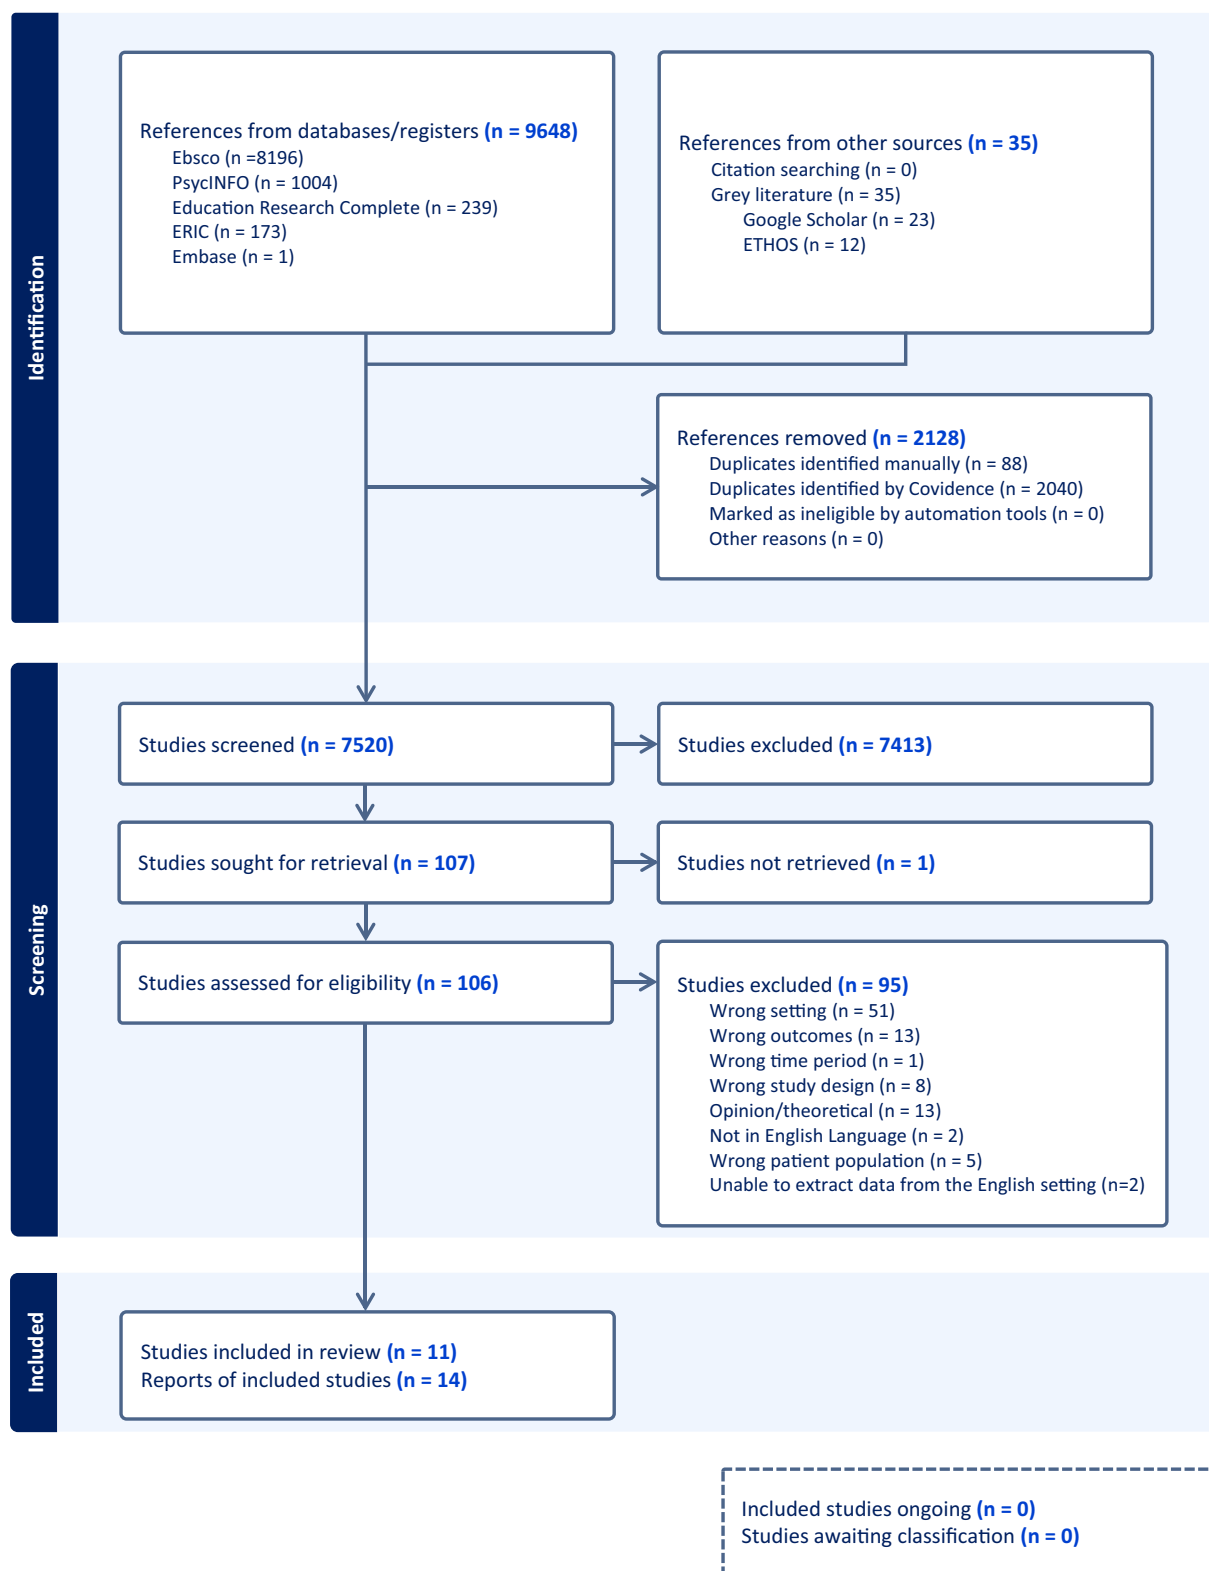 Identification
References from databases/registers (n = 9648)
Ebsco (n =8196)
PsycINFO (n = 1004)
Education Research Complete (n = 239)
ERIC (n = 173)
Embase (n = 1)
References from other sources (n = 35)
Citation searching (n = 0)
Grey literature (n = 35)
Google Scholar (n = 23)
ETHOS (n = 12)
References removed (n = 2128)
Duplicates identified manually (n = 88)
Duplicates identified by Covidence (n = 2040)
Marked as ineligible by automation tools (n = 0)
Other reasons (n = 0)
Screening
Studies screened (n = 7520)
Studies excluded (n = 7413)
Studies sought for retrieval (n = 107)
Studies not retrieved (n = 1)
Studies assessed for eligibility (n = 106)
Studies excluded (n = 95)
Wrong setting (n = 51)
Wrong outcomes (n = 13)
Wrong time period (n = 1)
Wrong study design (n = 8)
Opinion/theoretical (n = 13)
Not in English Language (n = 2)
Wrong patient population (n = 5)
Unable to extract data from the English setting (n=2)
Included
Studies included in review (n = 11)
Reports of included studies (n = 14)
Included studies ongoing (n = 0)
Studies awaiting classification (n = 0)